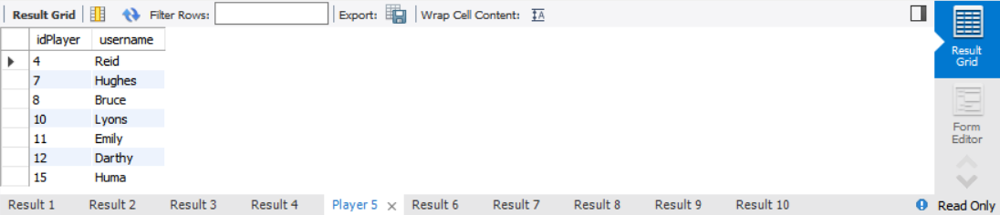 Result Grid Filter Rows: Export: Wrap Cell Content: IA
idPlayer username
4 Reid
7 Hughes
8 Bruce
10 Lyons
11 Emily
12 Darthy
15 Huma
Result Grid
Form Editor
Result 1 Result 2 Result 3 Result 4 Player 5 × Result 6 Result 7 Result 8 Result 9 Result 10 Read Only